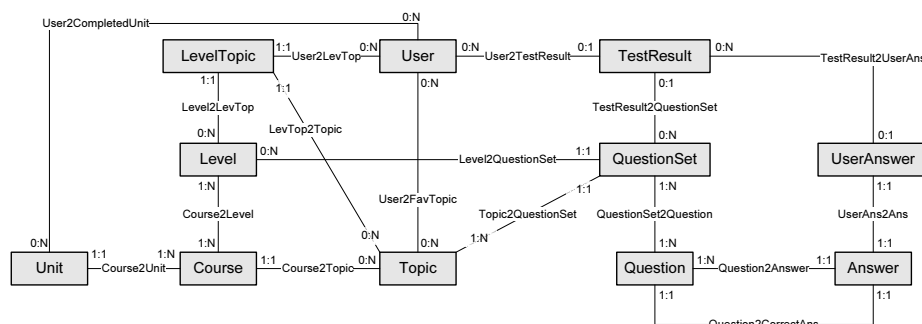 User2CompletedUnit 0:N
LevelTopic 1:1 User2LevTop 0:N User 0:N User2TestResult 0:1 TestResult 0:N
TestResult2UserAns
1:1 1:1 0:N 0:1
Level2LevTop LevTop2Topic TestResult2QuestionSet
0:N 0:N 0:1
Level 0:N Level2QuestionSet 1:1 QuestionSet UserAnswer
1:N 1:1 1:N 1:1
User2FavTopic
Course2Level Topic2QuestionSet QuestionSet2Question UserAns2Ans
0:N 1:N 0:N 0:N 1:N 1:N 1:1
Unit 1:1 Course2Unit 1:N Course 1:1 Course2Topic 0:N Topic Question 1:N Question2Answer 1:1 Answer
1:1 1:1
Question2CorrectAns